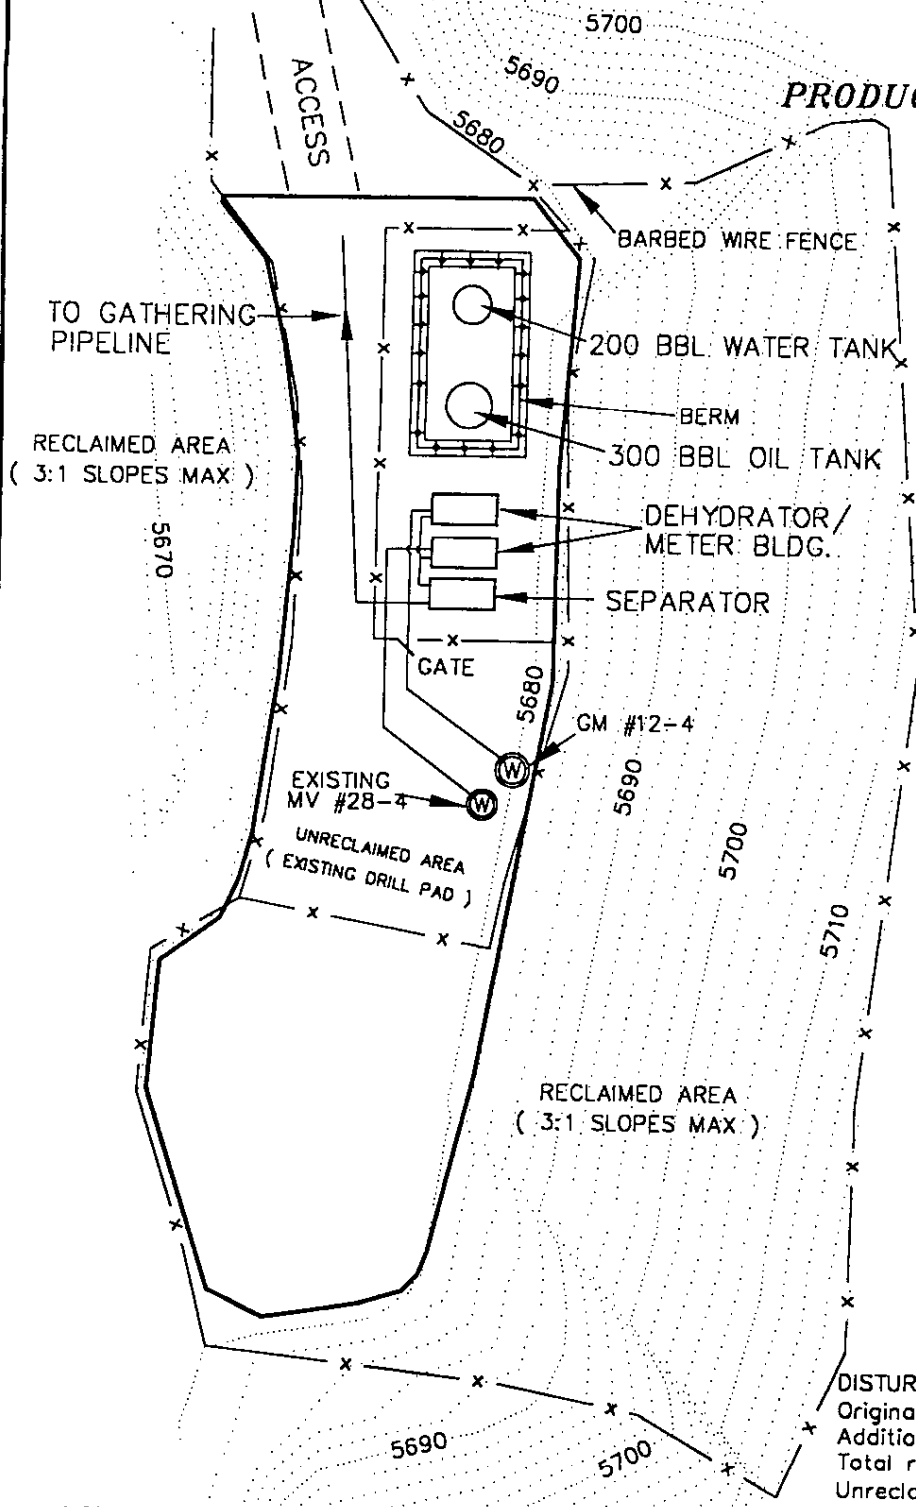 5700
5690
PRODUC
ACCESS
5680
BARBED WIRE FENCE
TO GATHERING
PIPELINE
200 BBL WATER TANK
BERM
RECLAIMED AREA
( 3:1 SLOPES MAX )
300 BBL OIL TANK
5670
DEHYDRATOR/
METER BLDG.
SEPARATOR
GATE
5680
GM #12-4
5690
EXISTING
MV #28-4
W
W
UNRECLAIMED AREA
( EXISTING DRILL PAD )
5700
5710
RECLAIMED AREA
( 3:1 SLOPES MAX )
DISTUR
Origina
Additio
Total r
Unrecla
5690
5700